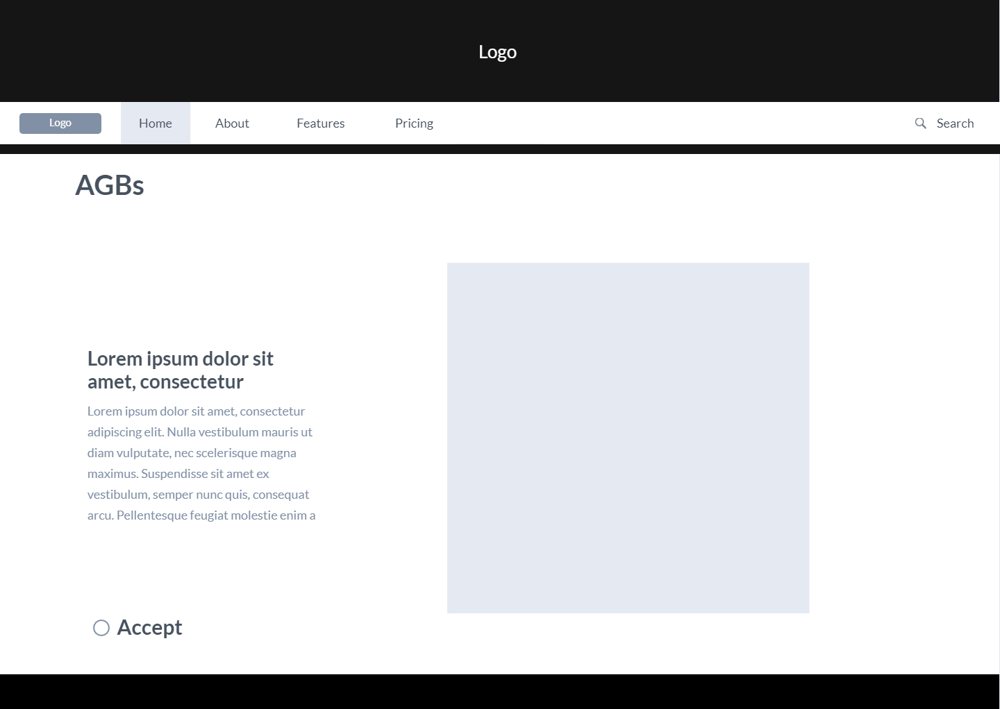 Logo
Logo
Home
About
Features
Pricing
Search
AGBs
Lorem ipsum dolor sit
amet, consectetur
Lorem ipsum dolor sit amet, consectetur
adipiscing elit. Nulla vestibulum mauris ut
diam vulputate, nec scelerisque magna
maximus. Suspendisse sit amet ex
vestibulum, semper nunc quis, consequat
arcu. Pellentesque feugiat molestie enim a
Accept